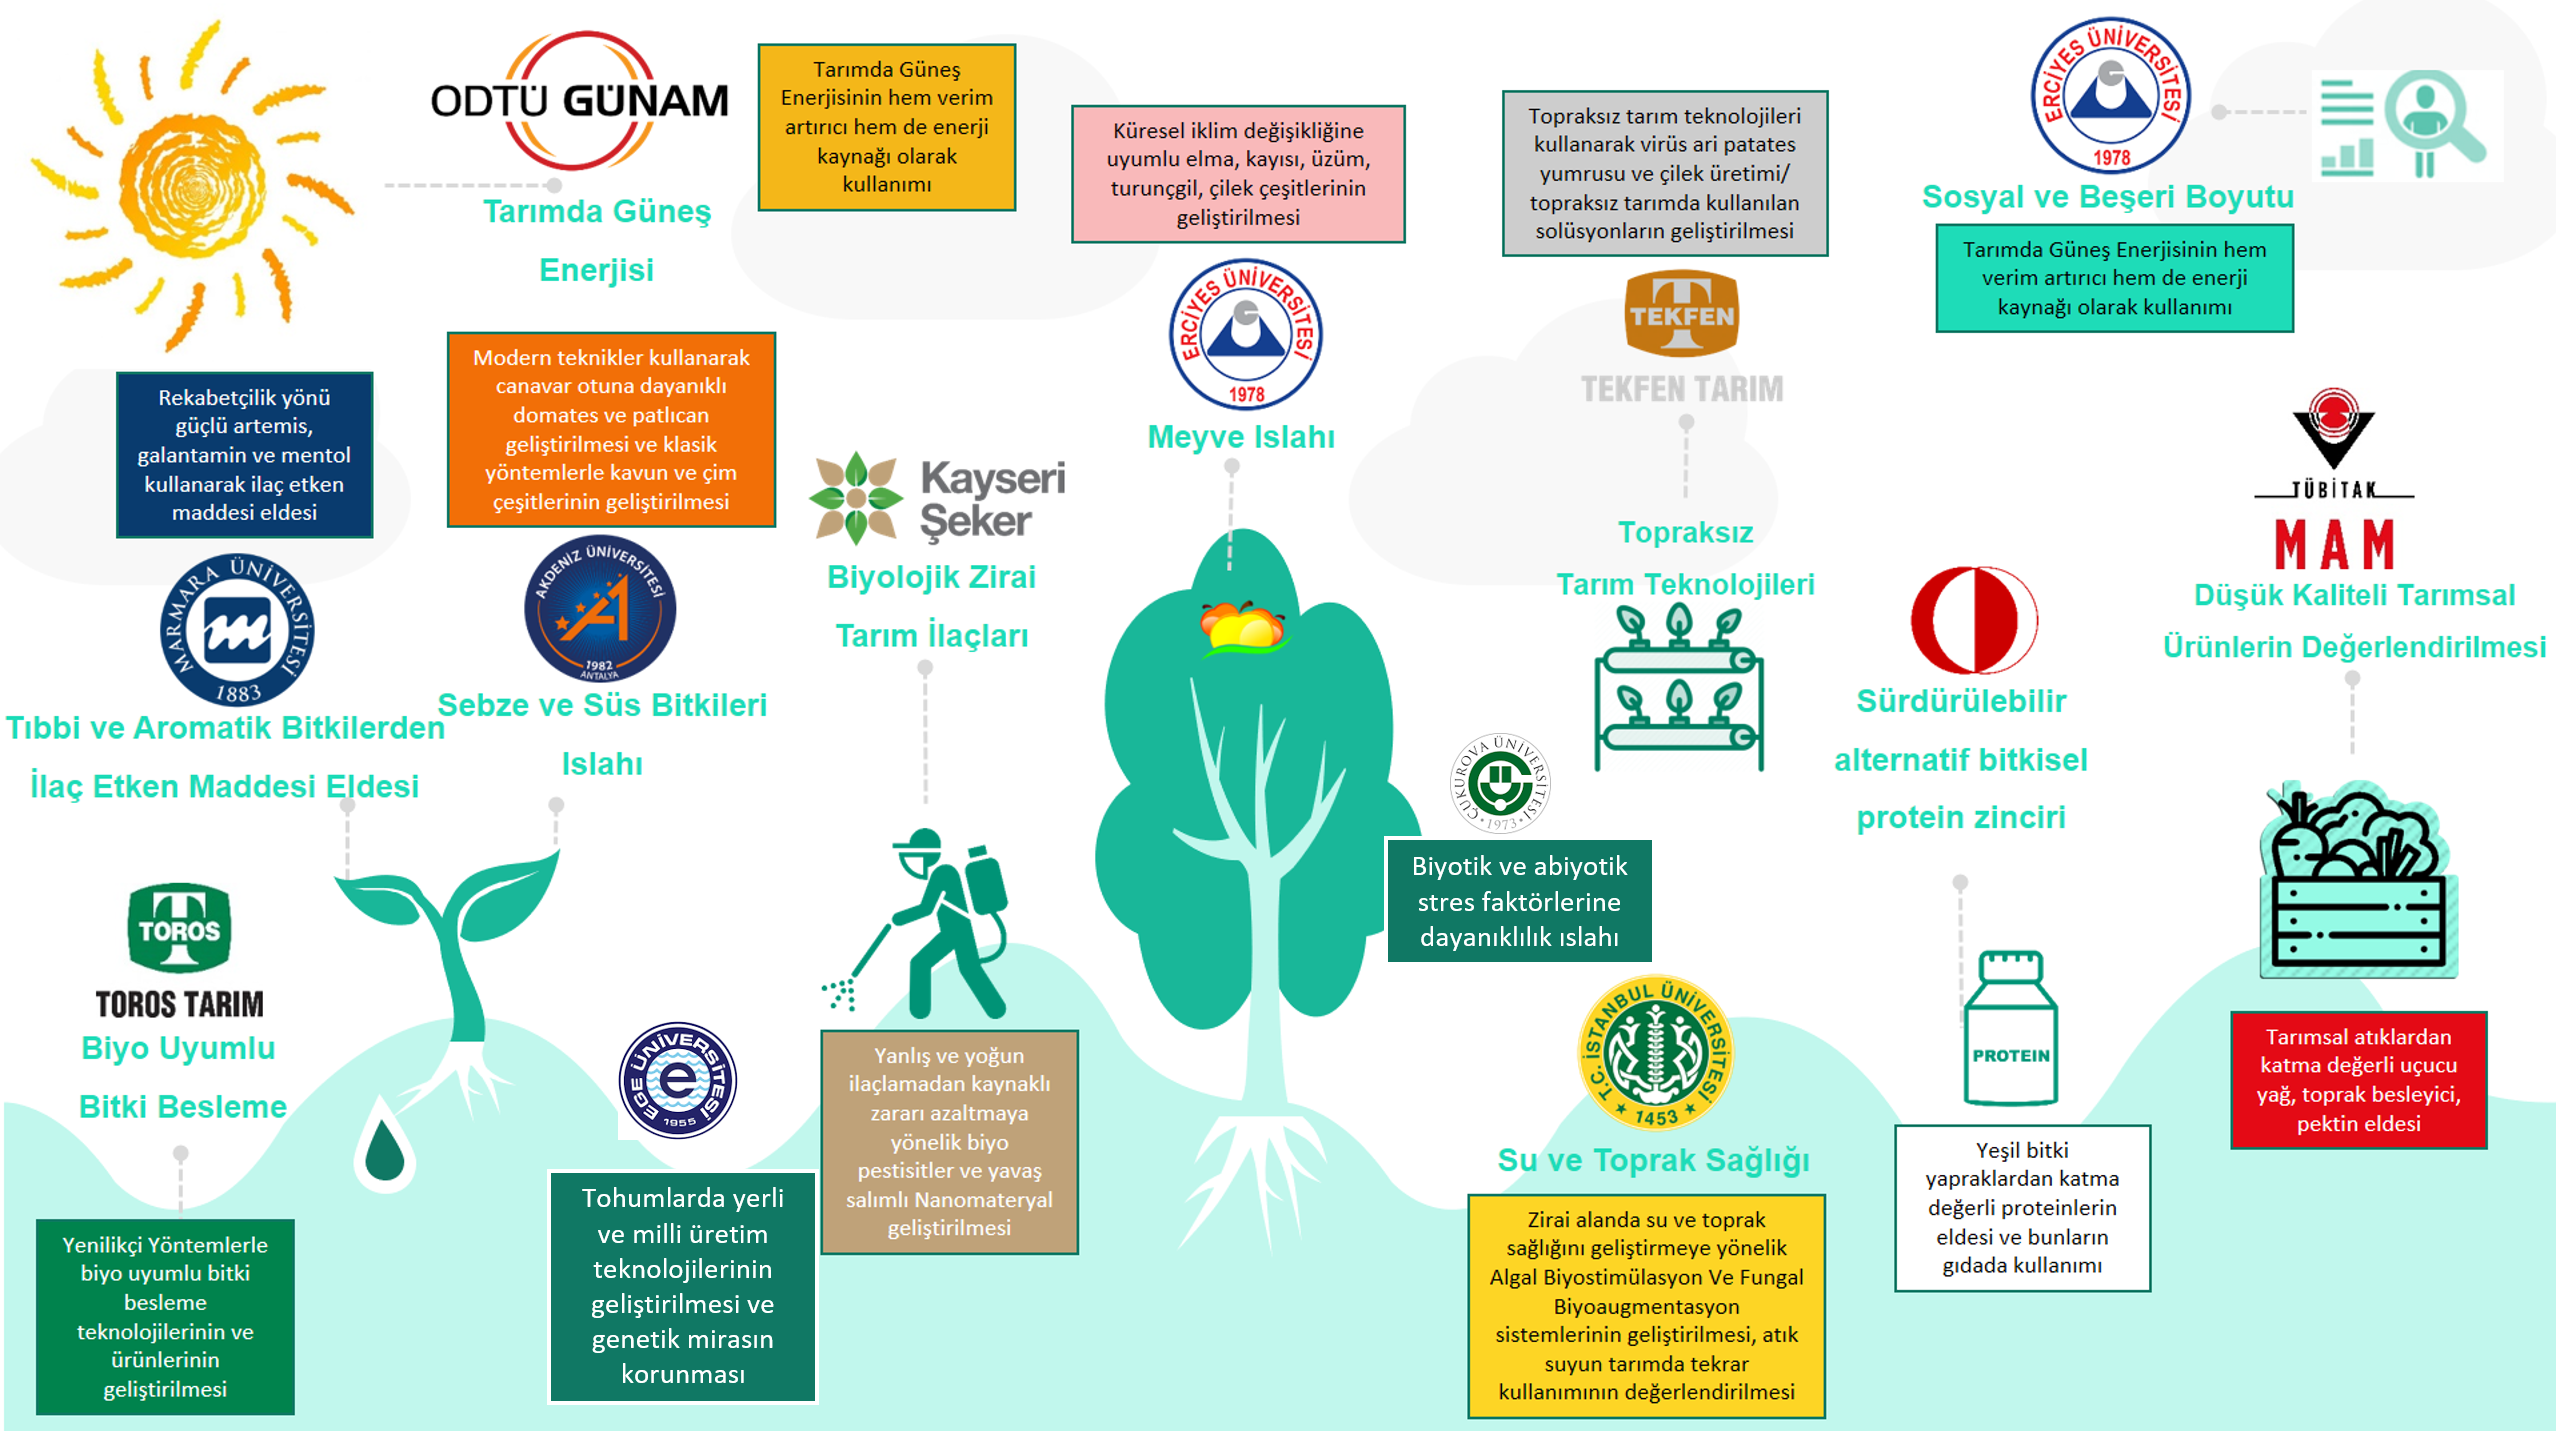 ODTÜ GÜNAM
Tarımda Güneş
Enerjisi
Tarımda Güneş
Enerjisinin hem verim
artırıcı hem de enerji
kaynağı olarak
kullanımı
Küresel iklim değişikliğine
uyumlu elma, kayısı, üzüm,
turunçgil, çilek çeşitlerinin
geliştirilmesi
ERCİYES ÜNİVERSİTESİ
1978
Meyve Islahı
Topraksız tarım teknolojileri
kullanarak virüs ari patates
yumrusu ve çilek üretimi/
topraksız tarımda kullanılan
solüsyonların geliştirilmesi
TEKFEN
TEKFEN TARIM
Topraksız
Tarım Teknolojileri
ERCİYES ÜNİVERSİTESİ
1978
Sosyal ve Beşeri Boyutu
Tarımda Güneş Enerjisinin hem
verim artırıcı hem de enerji
kaynağı olarak kullanımı
Rekabetçilik yönü
güçlü artemis,
galantamin ve mentol
kullanarak ilaç etken
maddesi eldesi
MARMARA ÜNİVERSİTESİ
m
1883
Tıbbi ve Aromatik Bitkilerden
İlaç Etken Maddesi Eldesi
Modern teknikler kullanarak
canavar otuna dayanıklı
domates ve patlıcan
geliştirilmesi ve klasik
yöntemlerle kavun ve çim
çeşitlerinin geliştirilmesi
AKDENİZ ÜNİVERSİTESİ
1982
ANTALYA
Sebze ve Süs Bitkileri
Islahı
Kayseri
Şeker
Biyolojik Zirai
Tarım İlaçları
TÜBİTAK
MAM
Düşük Kaliteli Tarımsal
Ürünlerin Değerlendirilmesi
Sürdürülebilir
alternatif bitkisel
protein zinciri
ÇUKUROVA ÜNİVERSİTESİ
1973
Biyotik ve abiyotik
stres faktörlerine
dayanıklılık ıslahı
TOROS
TOROS TARIM
Biyo Uyumlu
Bitki Besleme
Yenilikçi Yöntemlerle
biyo uyumlu bitki
besleme
teknolojilerinin ve
ürünlerinin
geliştirilmesi
EGE ÜNİVERSİTESİ
e
1955
Tohumlarda yerli
ve milli üretim
teknolojilerinin
geliştirilmesi ve
genetik mirasın
korunması
Yanlış ve yoğun
ilaçlamadan kaynaklı
zararı azaltmaya
yönelik biyo
pestisitler ve yavaş
salımlı Nanomateryal
geliştirilmesi
T.C. İSTANBUL ÜNİVERSİTESİ
1453
Su ve Toprak Sağlığı
Zirai alanda su ve toprak
sağlığını geliştirmeye yönelik
Algal Biyostimülasyon Ve Fungal
Biyoaugmentasyon
sistemlerinin geliştirilmesi, atık
suyun tarımda tekrar
kullanımının değerlendirilmesi
PROTEIN
Yeşil bitki
yapraklardan katma
değerli proteinlerin
eldesi ve bunların
gıdada kullanımı
Tarımsal atıklardan
katma değerli uçucu
yağ, toprak besleyici,
pektin eldesi